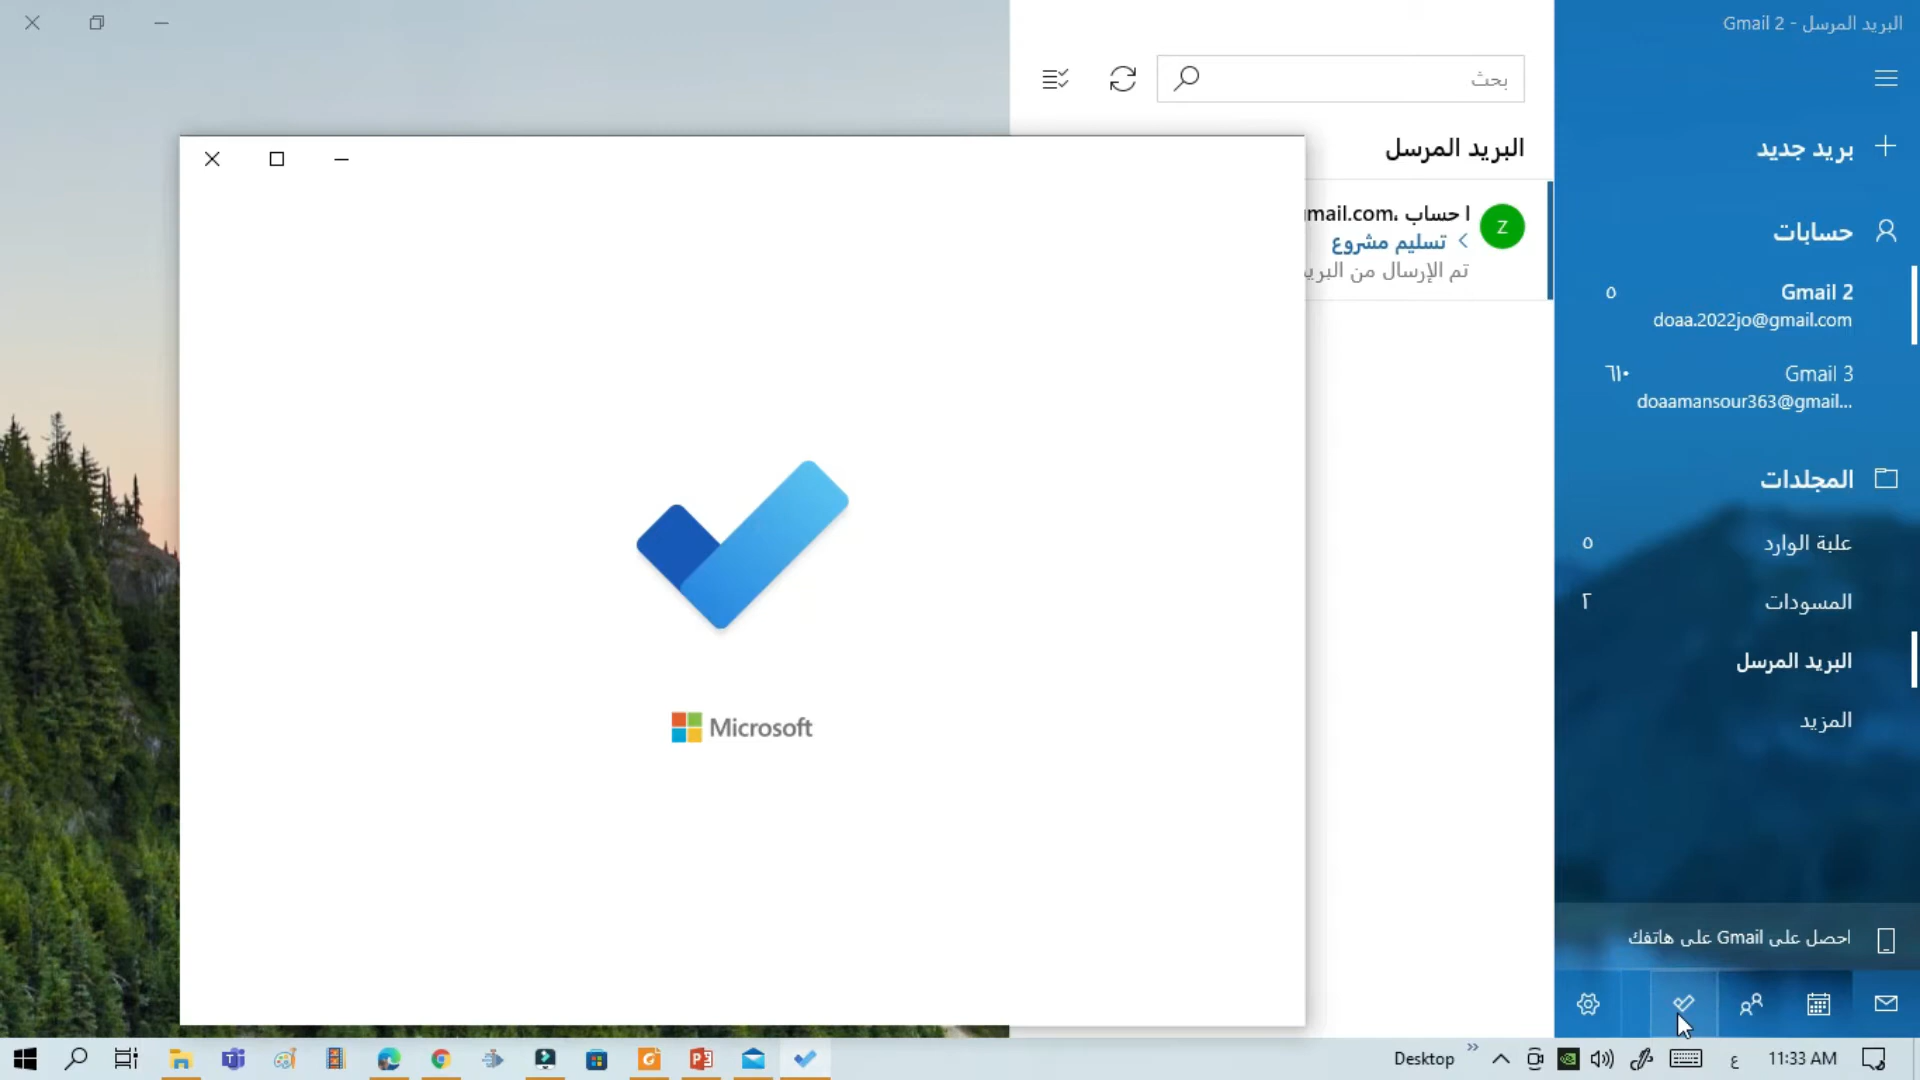 البريد المرسل - Gmail 2
بريد جديد
حسابات
Gmail 2
٥
doaa.2022jo@gmail.com
Gmail 3
٦١٠
doaamansour363@gmail...
المجلدات
علبة الوارد
٥
المسودات
٢
البريد المرسل
المزيد
احصل على Gmail على هاتفك
بحث
البريد المرسل
Z
ا حساب ،mail.com
تسليم مشروع
تم الإرسال من
Microsoft
Desktop
ع
11:33 AM